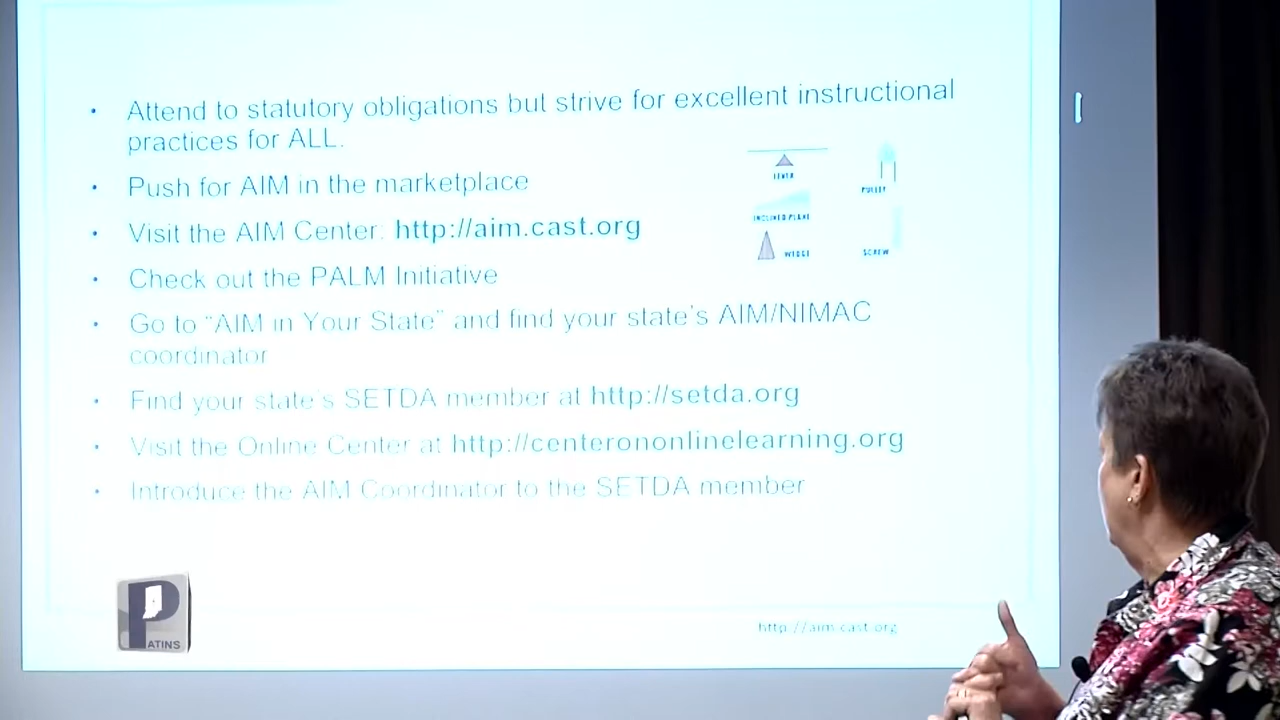 • Attend to statutory obligations but strive for excellent instructional
practices for ALL.
• Push for AIM in the marketplace
• Visit the AIM Center: http://aim.cast.org
• Check out the PALM Initiative
• Go to “AIM in Your State” and find your state’s AIM/NIMAC
coordinator
• Find your state’s SETDA member at http://setda.org
• Visit the Online Center at http://centerononlinelearning.org
• Introduce the AIM Coordinator to the SETDA member
LEVER
PULLEY
INCLINED PLANE
WEDGE
SCREW
PATINS
http://aim.cast.org